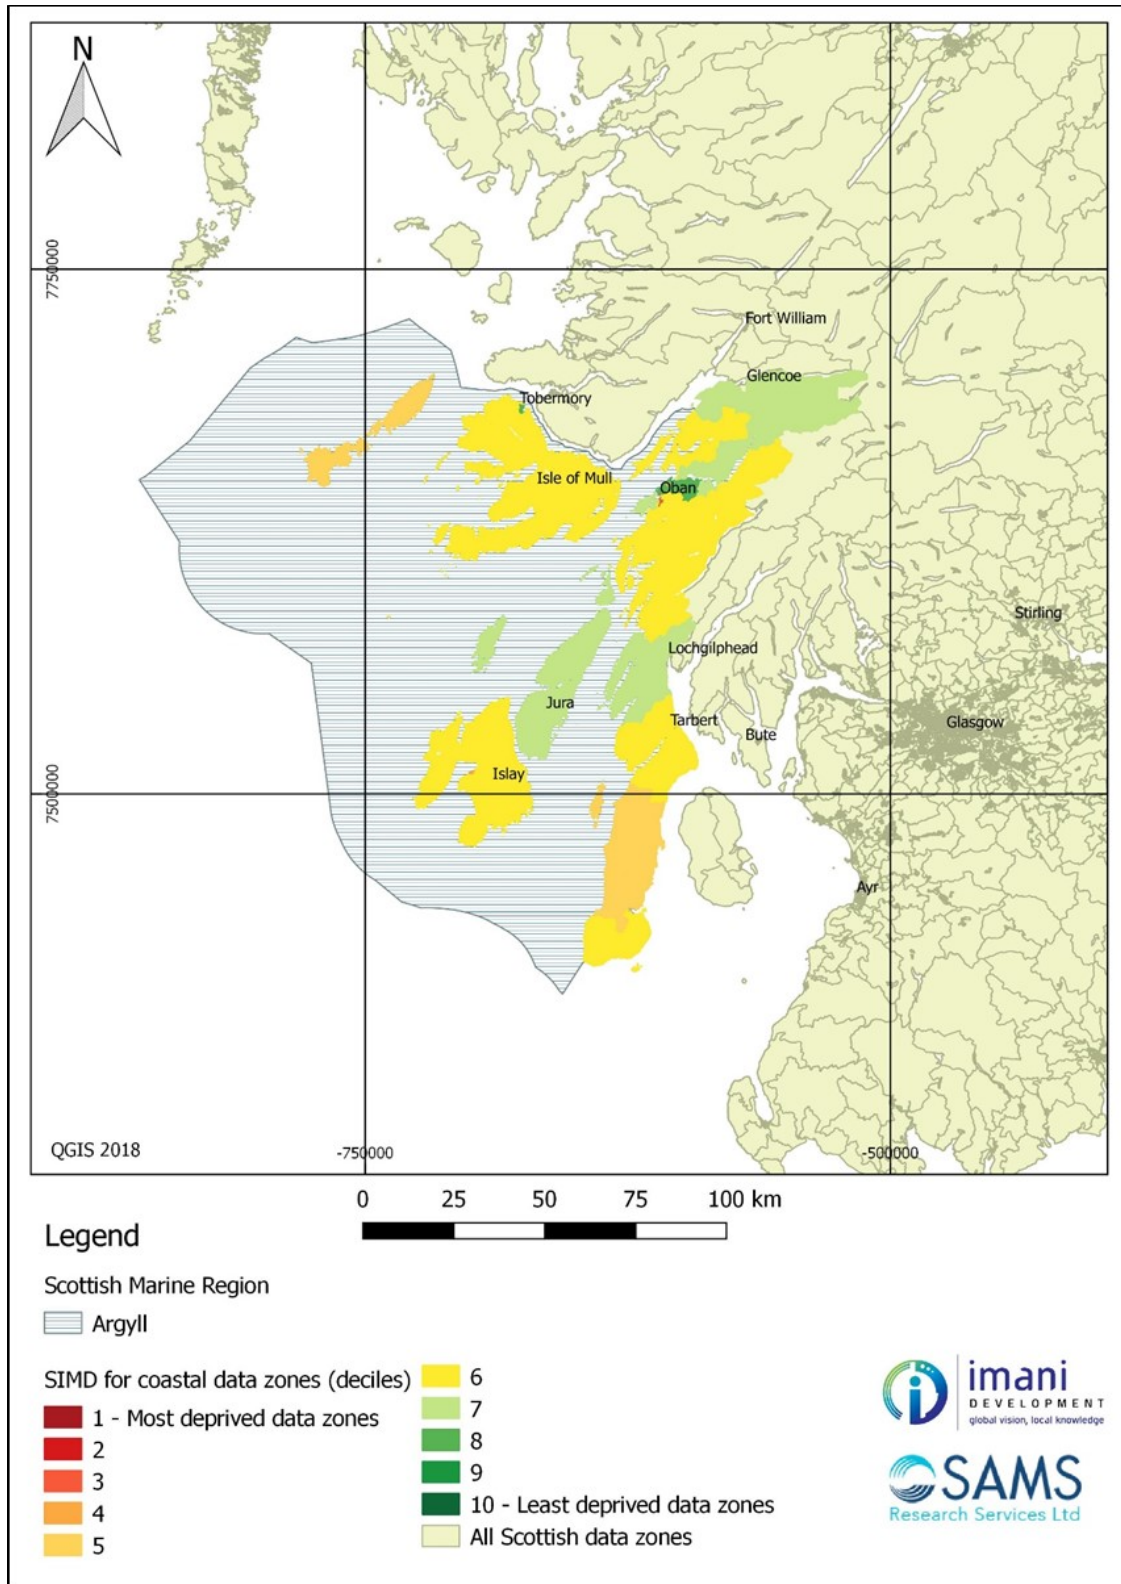 N
7750000
Fort William
Glencoe
Tobermory
Isle of Mull
Oban
Stirling
Lochgilphead
Jura
Tarbert
Bute
Glasgow
Islay
7500000
Ayr
QGIS 2018
-750000
-500000
0 25 50 75 100 km
Legend
Scottish Marine Region
Argyll
SIMD for coastal data zones (deciles)
1 - Most deprived data zones
2
3
4
5
6
7
8
9
10 - Least deprived data zones
All Scottish data zones
imani
DEVELOPMENT
global vision, local knowledge
SAMS
Research Services Ltd